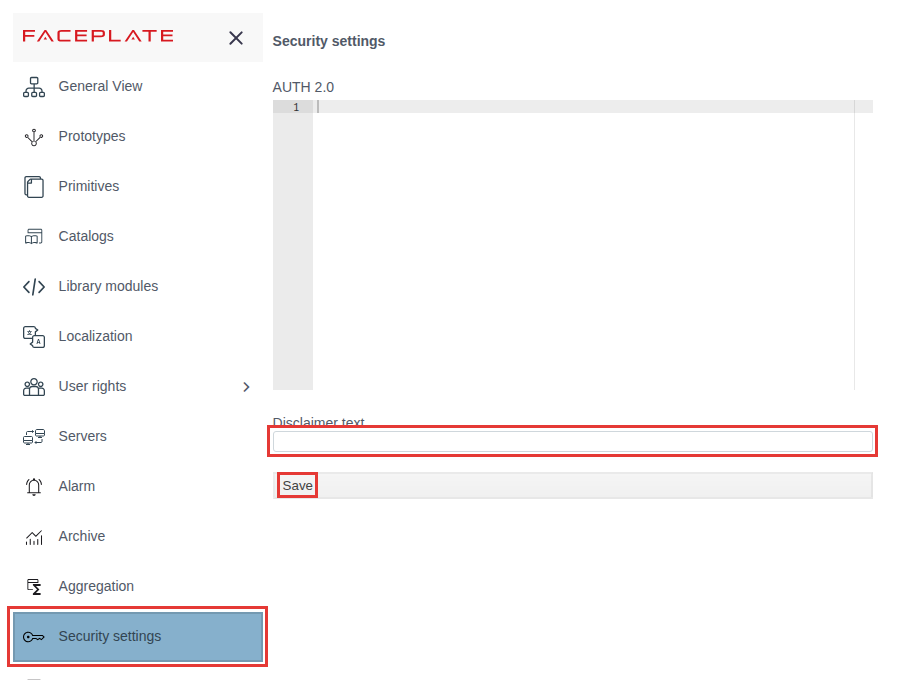 FACEPLATE
General View
Prototypes
Primitives
Catalogs
Library modules
Localization
User rights
Servers
Alarm
Archive
Aggregation
Security settings
Security settings
AUTH 2.0
1
Disclaimer text
Save